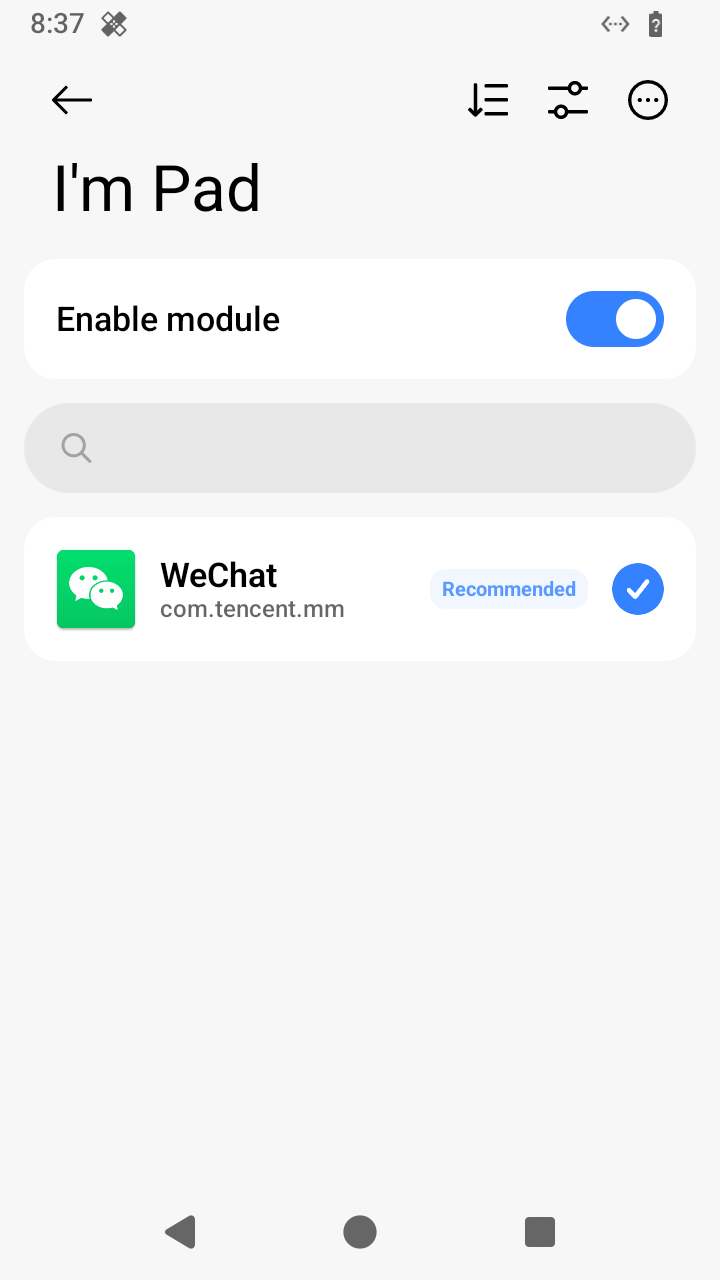 8:37
I'm Pad
Enable module
WeChat
Recommended
com.tencent.mm